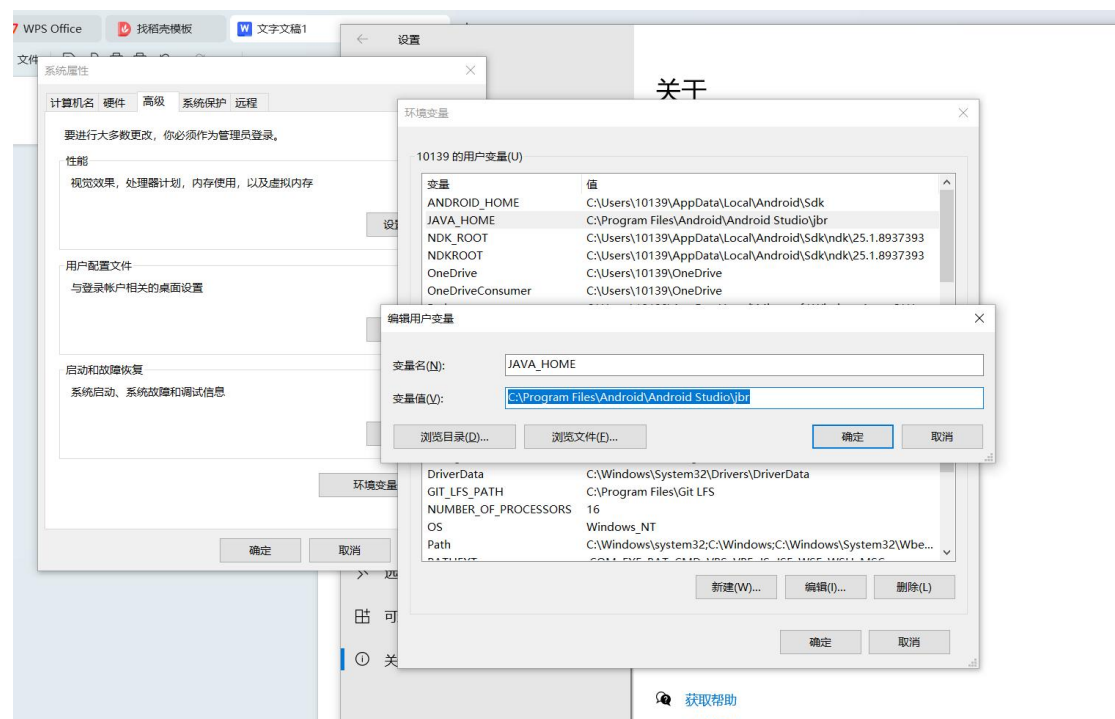 WPS Office
找稻壳模板
W 文字文稿1
文件
设置
关于
系统属性
计算机名
硬件
高级
系统保护
远程
要进行大多数更改，你必须作为管理员登录。
性能
视觉效果，处理器计划，内存使用，以及虚拟内存
用户配置文件
与登录帐户相关的桌面设置
启动和故障恢复
系统启动、系统故障和调试信息
环境变量
确定
取消
环境变量
10139 的用户变量(U)
变量 值
ANDROID_HOME C:\Users\10139\AppData\Local\Android\Sdk
JAVA_HOME C:\Program Files\Android\Android Studio\jbr
NDK_ROOT C:\Users\10139\AppData\Local\Android\Sdk\ndk\25.1.8937393
NDKROOT C:\Users\10139\AppData\Local\Android\Sdk\ndk\25.1.8937393
OneDrive C:\Users\10139\OneDrive
OneDriveConsumer C:\Users\10139\OneDrive
编辑用户变量
变量名(N): JAVA_HOME
变量值(V): C:\Program Files\Android\Android Studio\jbr
浏览目录(D)... 浏览文件(F)... 确定 取消
DriverData C:\Windows\System32\Drivers\DriverData
GIT_LFS_PATH C:\Program Files\Git LFS
NUMBER_OF_PROCESSORS 16
OS Windows_NT
Path C:\Windows\system32;C:\Windows;C:\Windows\System32\Wbe...
新建(W)... 编辑(I)... 删除(L)
确定 取消
可
关
获取帮助